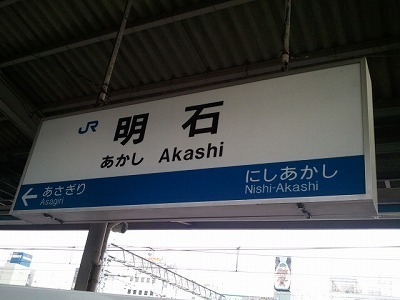 JR 明石
あかし Akashi
← あさぎり
Asagiri
にしあかし
Nishi-Akashi